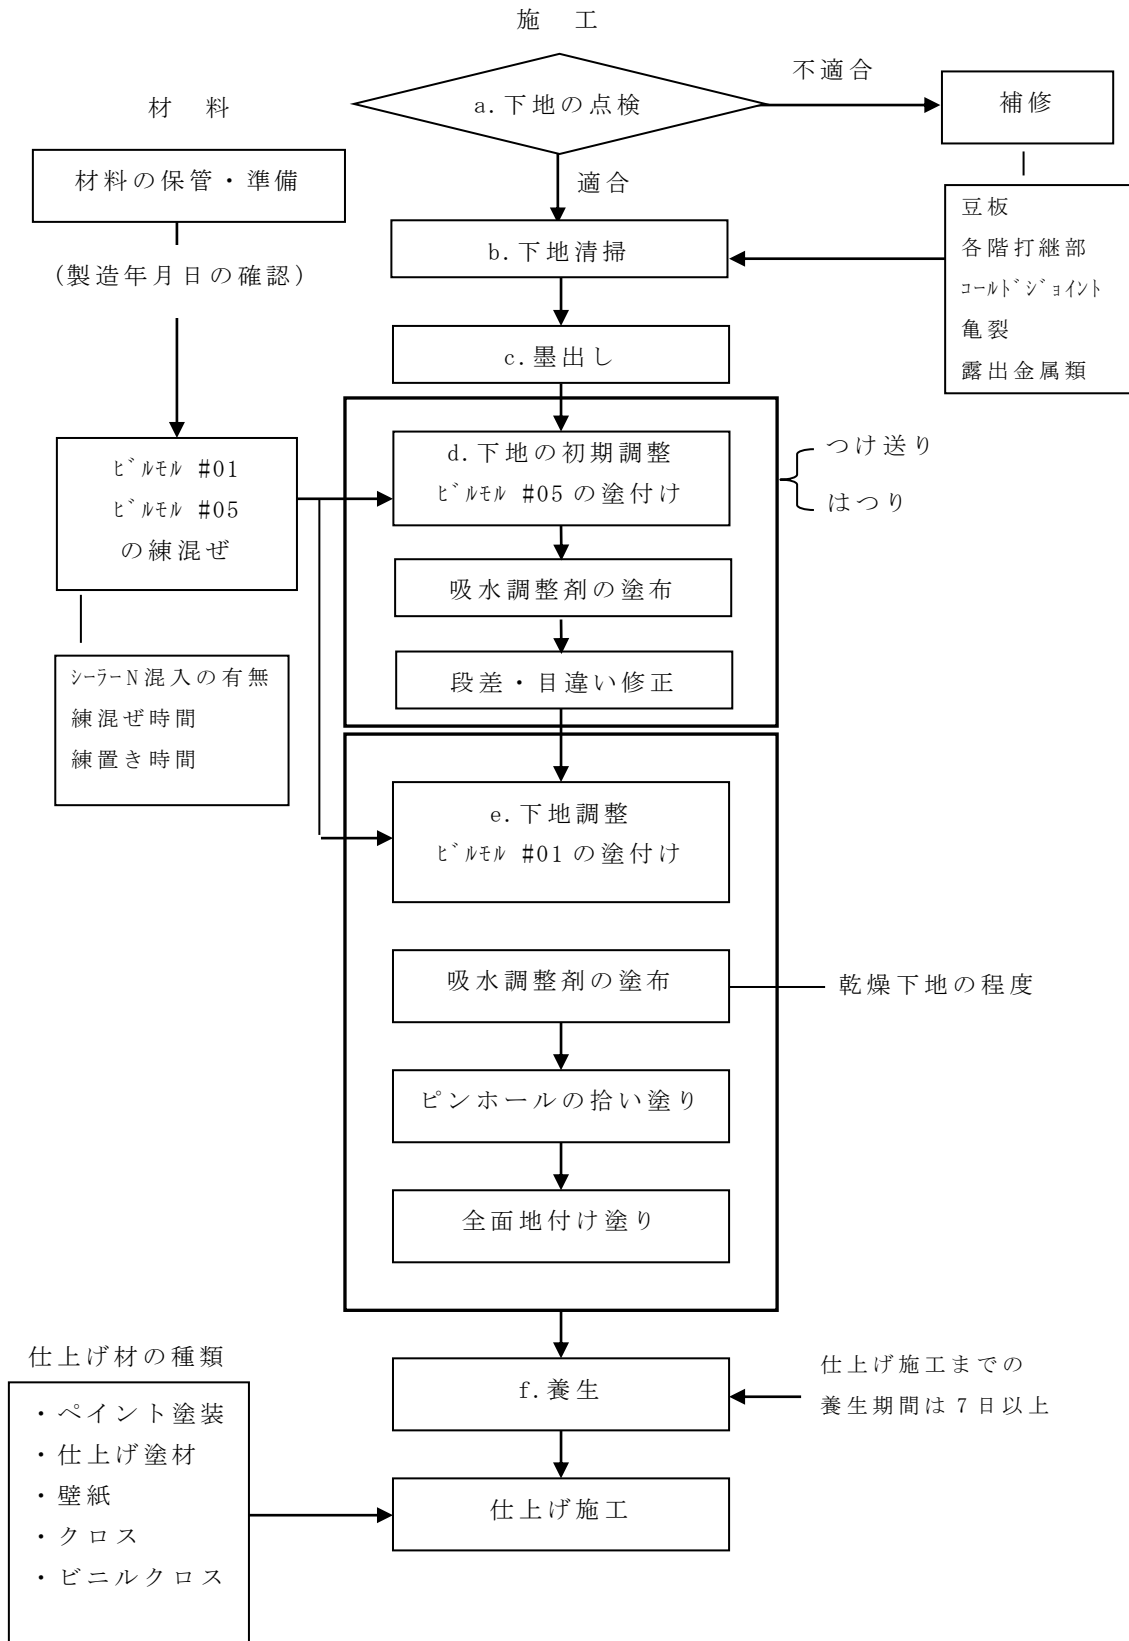 施 工
a.下地の点検
不適合
補修
適合
豆板
各階打継部
ｺｰﾙﾄﾞｼﾞｮｲﾝﾄ
亀裂
露出金属類
材 料
材料の保管・準備
(製造年月日の確認)
b.下地清掃
c.墨出し
ﾋﾞﾙﾓﾙ #01
ﾋﾞﾙﾓﾙ #05
の練混ぜ
ｼｰﾗｰN混入の有無
練混ぜ時間
練置き時間
d.下地の初期調整
ﾋﾞﾙﾓﾙ #05の塗付け
つけ送り
はつり
吸水調整剤の塗布
段差・目違い修正
e.下地調整
ﾋﾞﾙﾓﾙ #01の塗付け
吸水調整剤の塗布
乾燥下地の程度
ピンホールの拾い塗り
全面地付け塗り
f.養生
仕上げ施工までの
養生期間は7日以上
仕上げ材の種類
・ペイント塗装
・仕上げ塗材
・壁紙
・クロス
・ビニルクロス
仕上げ施工